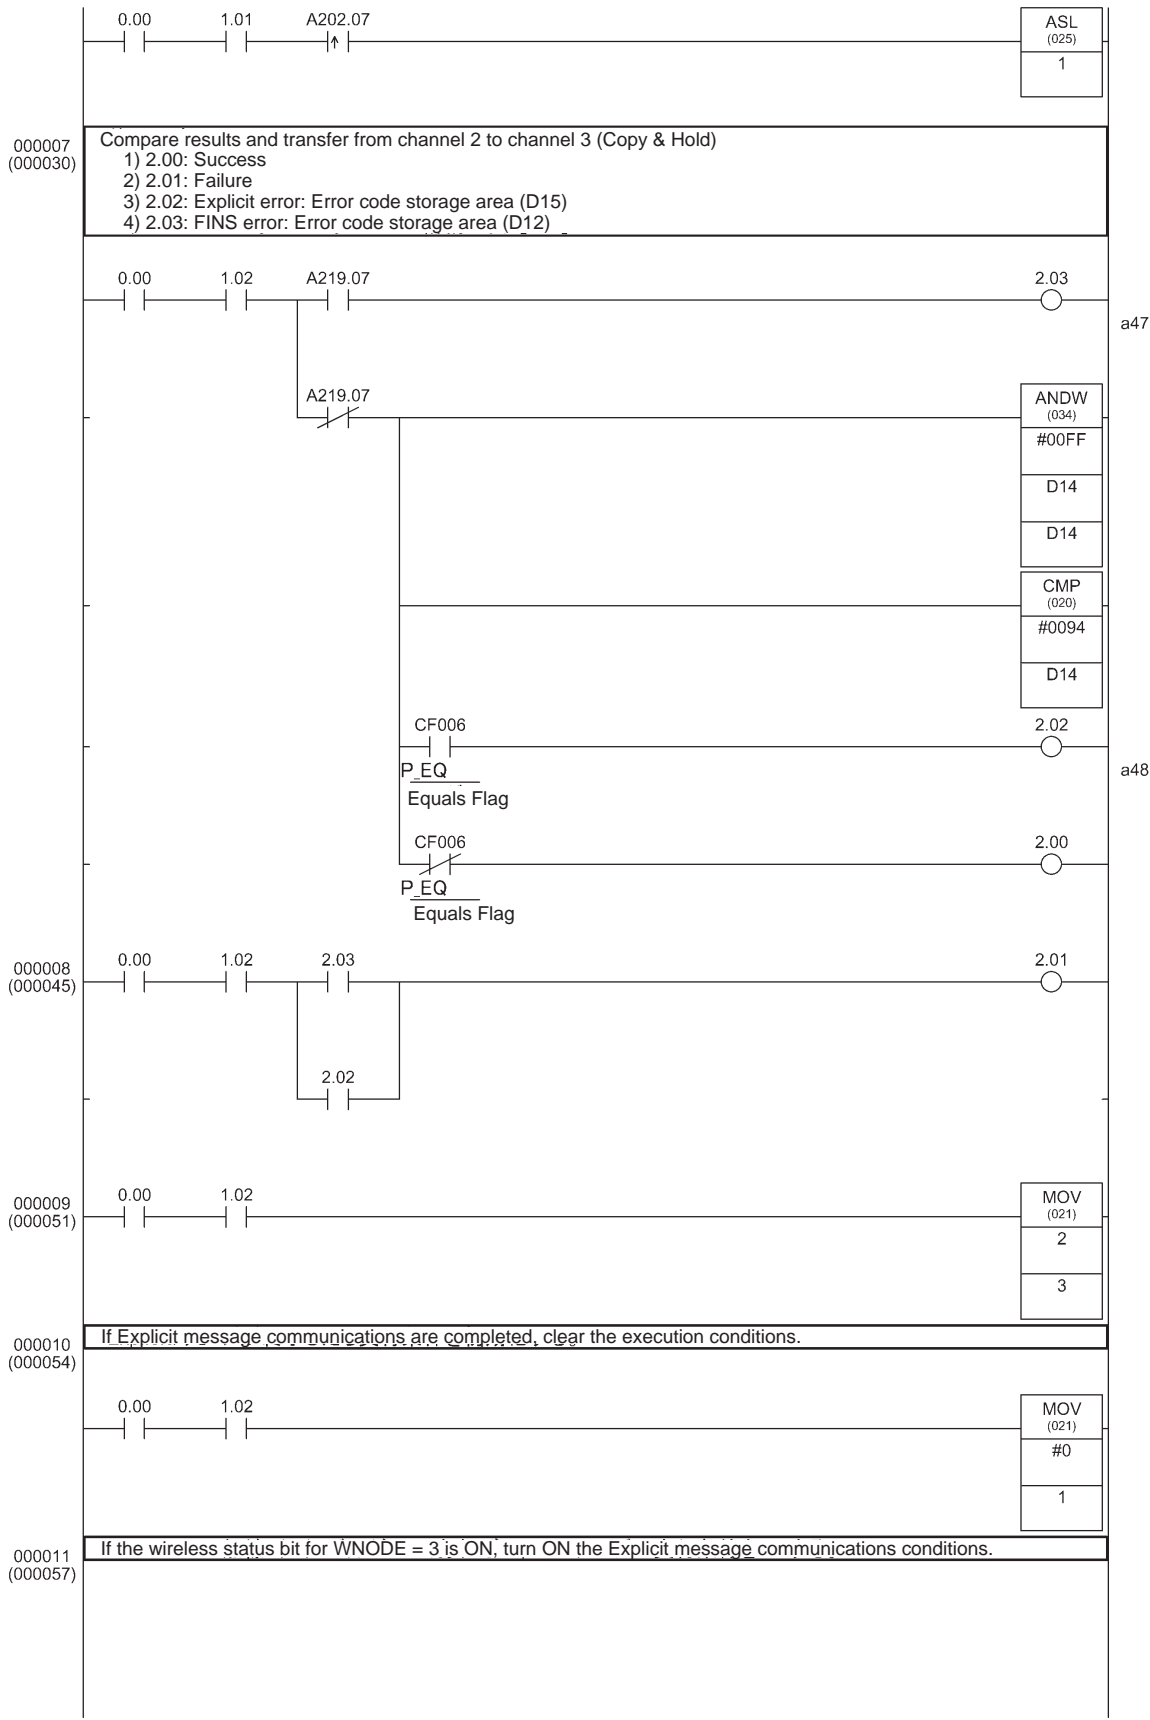 0.00 1.01 A202.07 ASL
(025)
1
000007
(000030)
Compare results and transfer from channel 2 to channel 3 (Copy & Hold)
1) 2.00: Success
2) 2.01: Failure
3) 2.02: Explicit error: Error code storage area (D15)
4) 2.03: FINS error: Error code storage area (D12)
0.00 1.02 A219.07 2.03
a47
A219.07 ANDW
(034)
#00FF
D14
D14
CMP
(020)
#0094
D14
CF006 2.02
P_EQ a48
Equals Flag
CF006 2.00
P_EQ
Equals Flag
000008
(000045)
0.00 1.02 2.03 2.01
2.02
000009
(000051)
0.00 1.02 MOV
(021)
2
3
000010
(000054)
If Explicit message communications are completed, clear the execution conditions.
0.00 1.02 MOV
(021)
#0
1
000011
(000057)
If the wireless status bit for WNODE = 3 is ON, turn ON the Explicit message communications conditions.